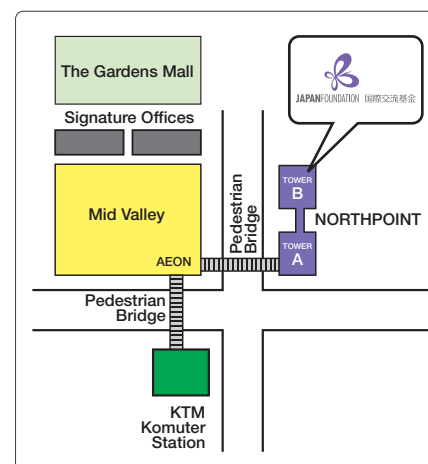 The Gardens Mall
Signature Offices
JAPANFOUNDATION 国際交流基金
Mid Valley
AEON
Pedestrian
Bridge
TOWER
B
NORTHPOINT
TOWER
A
Pedestrian
Bridge
KTM
Komuter
Station